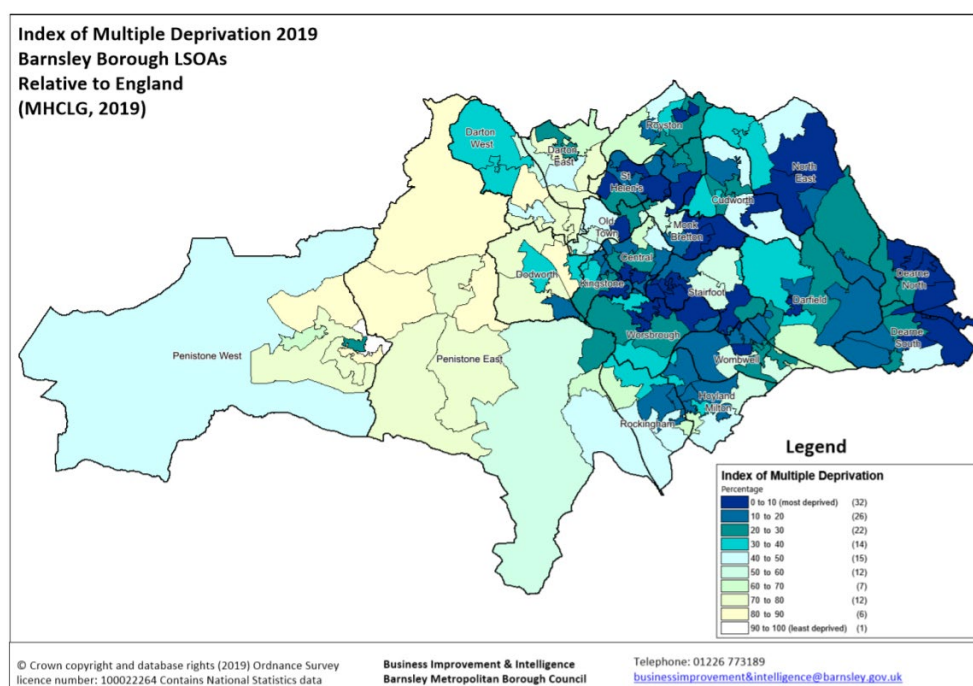 Index of Multiple Deprivation 2019
Barnsley Borough LSOAs
Relative to England
(MHCLG, 2019)
Darton
West
Darton
East
Royston
North
East
St
Helen's
Cudworth
Old
Town
Monk
Bretton
Central
Dearne
North
Dodworth
Kingstone
Stairfoot
Darfield
Worsbrough
Dearne
South
Penistone West
Penistone East
Wombwell
Hoyland
Milton
Rockingham
Legend
Index of Multiple Deprivation
Percentage
0 to 10 (most deprived) (32)
10 to 20 (26)
20 to 30 (22)
30 to 40 (14)
40 to 50 (15)
50 to 60 (12)
60 to 70 (7)
70 to 80 (12)
80 to 90 (6)
90 to 100 (least deprived) (1)
© Crown copyright and database rights (2019) Ordnance Survey
licence number: 100022264 Contains National Statistics data
Business Improvement & Intelligence
Barnsley Metropolitan Borough Council
Telephone: 01226 773189
businessimprovement&intelligence@barnsley.gov.uk